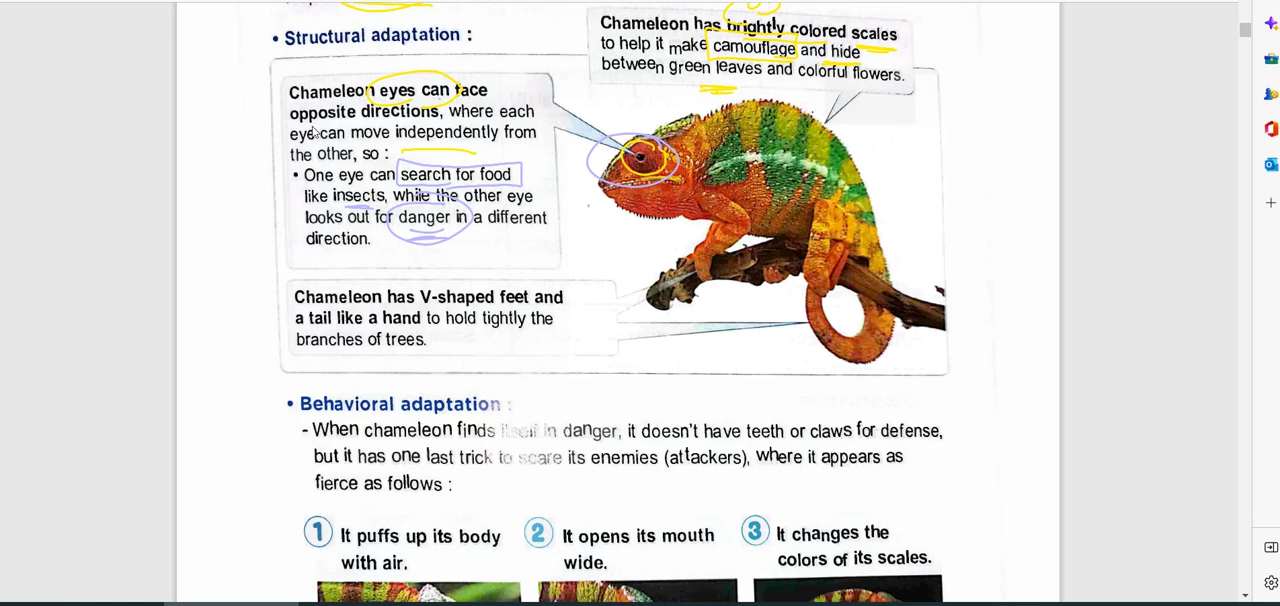 • Structural adaptation :
Chameleon has brightly colored scales
to help it make camouflage and hide
between green leaves and colorful flowers.
Chameleon eyes can face
opposite directions, where each
eye can move independently from
the other, so :
• One eye can search for food
like insects, while the other eye
looks out for danger in a different
direction.
Chameleon has V-shaped feet and
a tail like a hand to hold tightly the
branches of trees.
• Behavioral adaptation :
- When chameleon finds itself in danger, it doesn't have teeth or claws for defense,
but it has one last trick to scare its enemies (attackers), where it appears as
fierce as follows :
1 It puffs up its body
with air.
2 It opens its mouth
wide.
3 It changes the
colors of its scales.